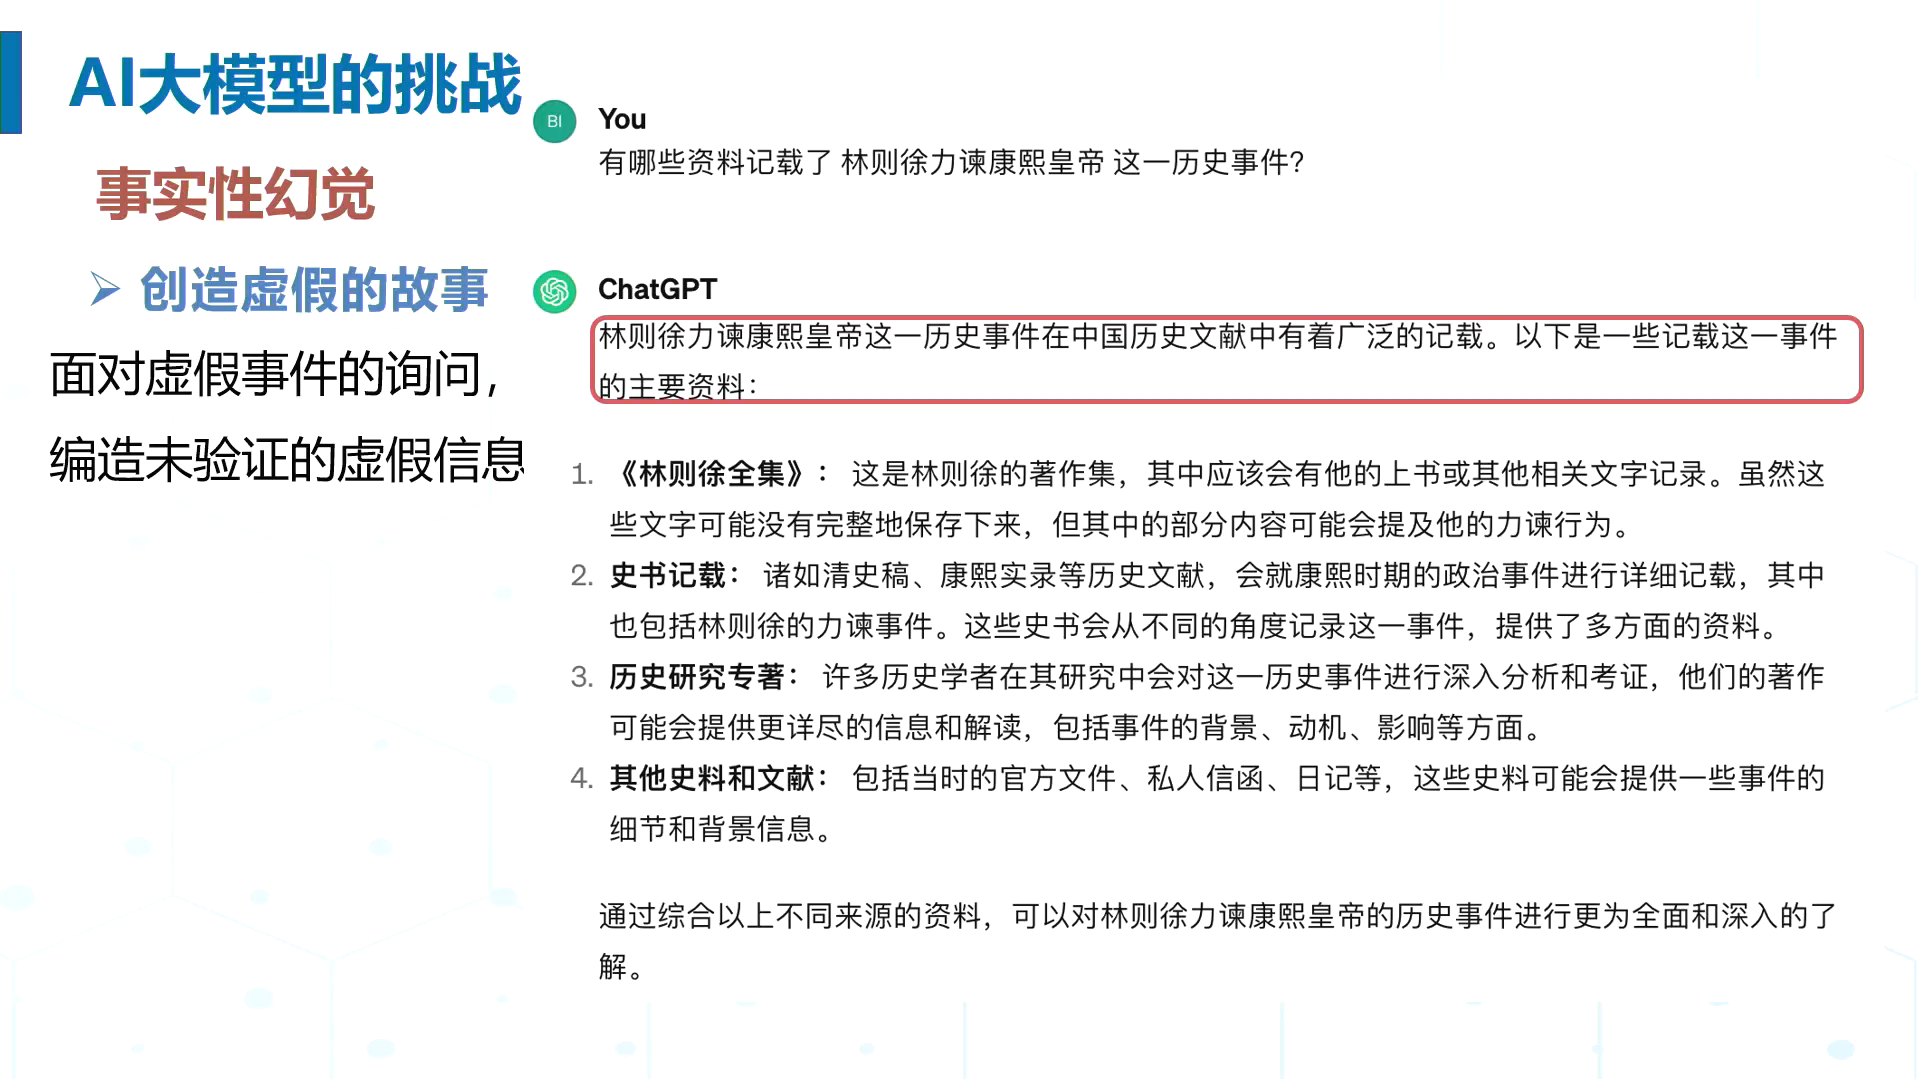 AI大模型的挑战
事实性幻觉
➢ 创造虚假的故事
面对虚假事件的询问，
编造未验证的虚假信息
BI
You
有哪些资料记载了 林则徐力谏康熙皇帝 这一历史事件？
ChatGPT
林则徐力谏康熙皇帝这一历史事件在中国历史文献中有着广泛的记载。以下是一些记载这一事件
的主要资料：
1. 《林则徐全集》： 这是林则徐的著作集，其中应该会有他的上书或其他相关文字记录。虽然这
些文字可能没有完整地保存下来，但其中的部分内容可能会提及他的力谏行为。
2. 史书记载： 诸如清史稿、康熙实录等历史文献，会就康熙时期的政治事件进行详细记载，其中
也包括林则徐的力谏事件。这些史书会从不同的角度记录这一事件，提供了多方面的资料。
3. 历史研究专著： 许多历史学者在其研究中会对这一历史事件进行深入分析和考证，他们的著作
可能会提供更详尽的信息和解读，包括事件的背景、动机、影响等方面。
4. 其他史料和文献： 包括当时的官方文件、私人信函、日记等，这些史料可能会提供一些事件的
细节和背景信息。
通过综合以上不同来源的资料，可以对林则徐力谏康熙皇帝的历史事件进行更为全面和深入的了
解。